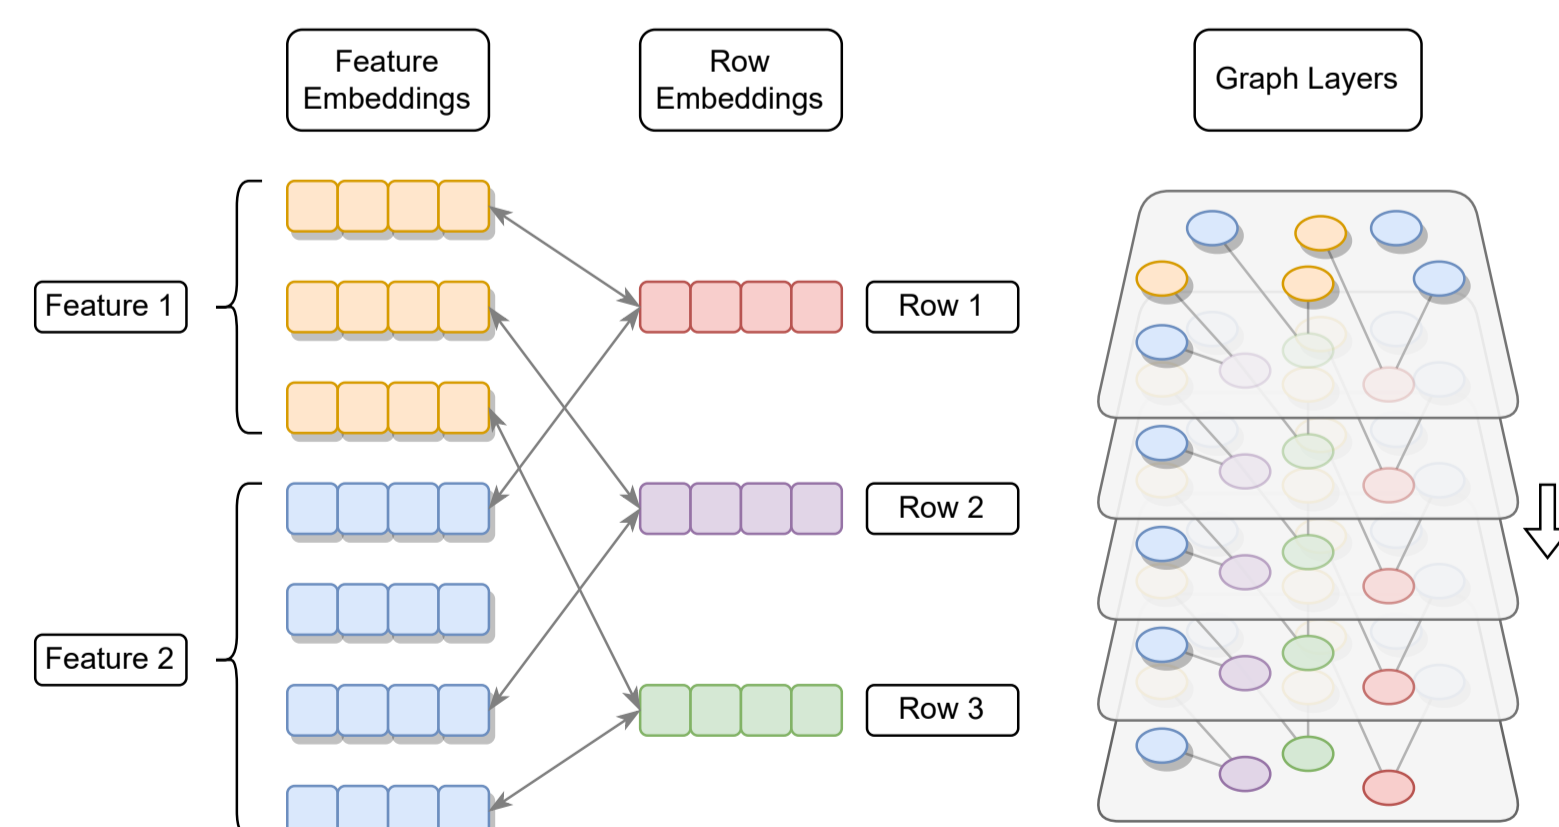 Feature
Embeddings
Row
Embeddings
Graph Layers
Feature 1
Row 1
Row 2
Feature 2
Row 3